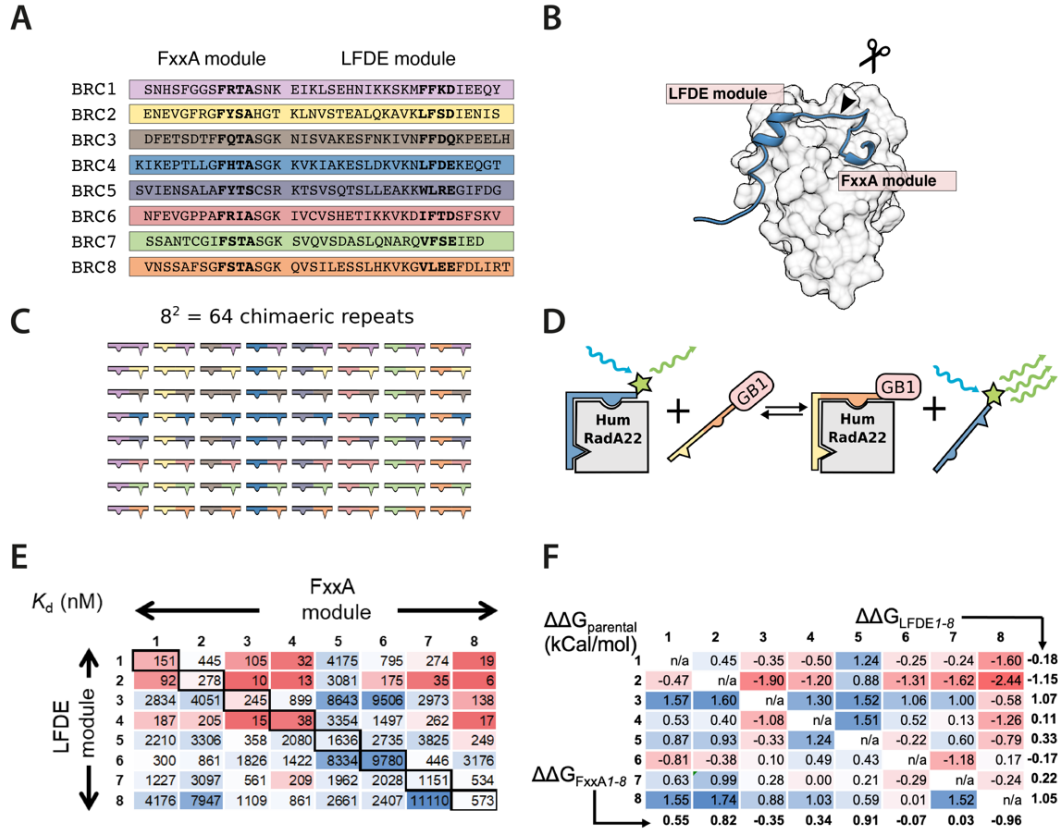 A
FxxA module LFDE module
BRC1 SNHSFGGSFRTASNK EIKLSEHNIKKSKMFFKDIEEQY
BRC2 ENEVGFRGFYSAHGT KLNVSTEALQKAVKLFSDIENIS
BRC3 DFETSDTFFQTASGK NISVAKESFNKIVNFFDQKPEELH
BRC4 KIKEPTLLGFHTASGK KVKIAKESLDKVKNLFDEKEQGT
BRC5 SVIENSALAFYTSCSRK KTSVSQTSLLEAKKWLREGIFDG
BRC6 NFEVGPPAFRIASGK IVCVSHETIKKVKDIFTDSFSKV
BRC7 SSANTCGIFSTASGK SVQVSDASLQNARQVFSEIED
BRC8 VNSSAFSGFSTASGK QVSILESSLHKVKGVLEEFDLIRT
B
LFDE module
FxxA module
C
8² = 64 chimaeric repeats
D
GB1 GB1
Hum Hum
RadA22 + ⇌ RadA22 +
E
Kd (nM)
FxxA
module
LFDE
module
1 2 3 4 5 6 7 8
1 151 445 105 32 4175 795 274 19
2 92 278 10 13 3081 175 35 6
3 2834 4051 245 899 8643 9506 2973 138
4 187 205 15 38 3354 1497 262 17
5 2210 3306 358 2080 1636 2735 3825 249
6 300 861 1826 1422 8334 9780 446 3176
7 1227 3097 561 209 1962 2028 1151 534
8 4176 7947 1109 861 2661 2407 11110 573
F
ΔΔGparental
(kCal/mol)
ΔΔGLFDE1-8
1 2 3 4 5 6 7 8
1 n/a 0.45 -0.35 -0.50 1.24 -0.25 -0.24 -1.60 -0.18
2 -0.47 n/a -1.90 -1.20 0.88 -1.31 -1.62 -2.44 -1.15
3 1.57 1.60 n/a 1.30 1.52 1.06 1.00 -0.58 1.07
4 0.53 0.40 -1.08 n/a 1.51 0.52 0.13 -1.26 0.11
5 0.87 0.93 -0.33 1.24 n/a -0.22 0.60 -0.79 0.33
6 -0.81 -0.38 0.10 0.49 0.43 n/a -1.18 0.17 -0.17
7 0.63 0.99 0.28 0.00 0.21 -0.29 n/a -0.24 0.22
8 1.55 1.74 0.88 1.03 0.59 0.01 1.52 n/a 1.05
ΔΔGFxxA1-8
0.55 0.82 -0.35 0.34 0.91 -0.07 0.03 -0.96